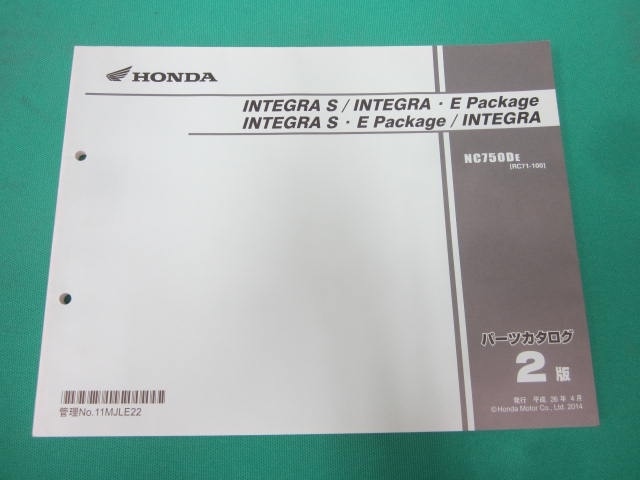 HONDA
INTEGRA S / INTEGRA・E Package
INTEGRA S・E Package / INTEGRA
NC750DE
(RC71-100)
パーツカタログ
2版
発行 平成 26年 4月
©Honda Motor Co., Ltd. 2014
管理No.11MJLE22